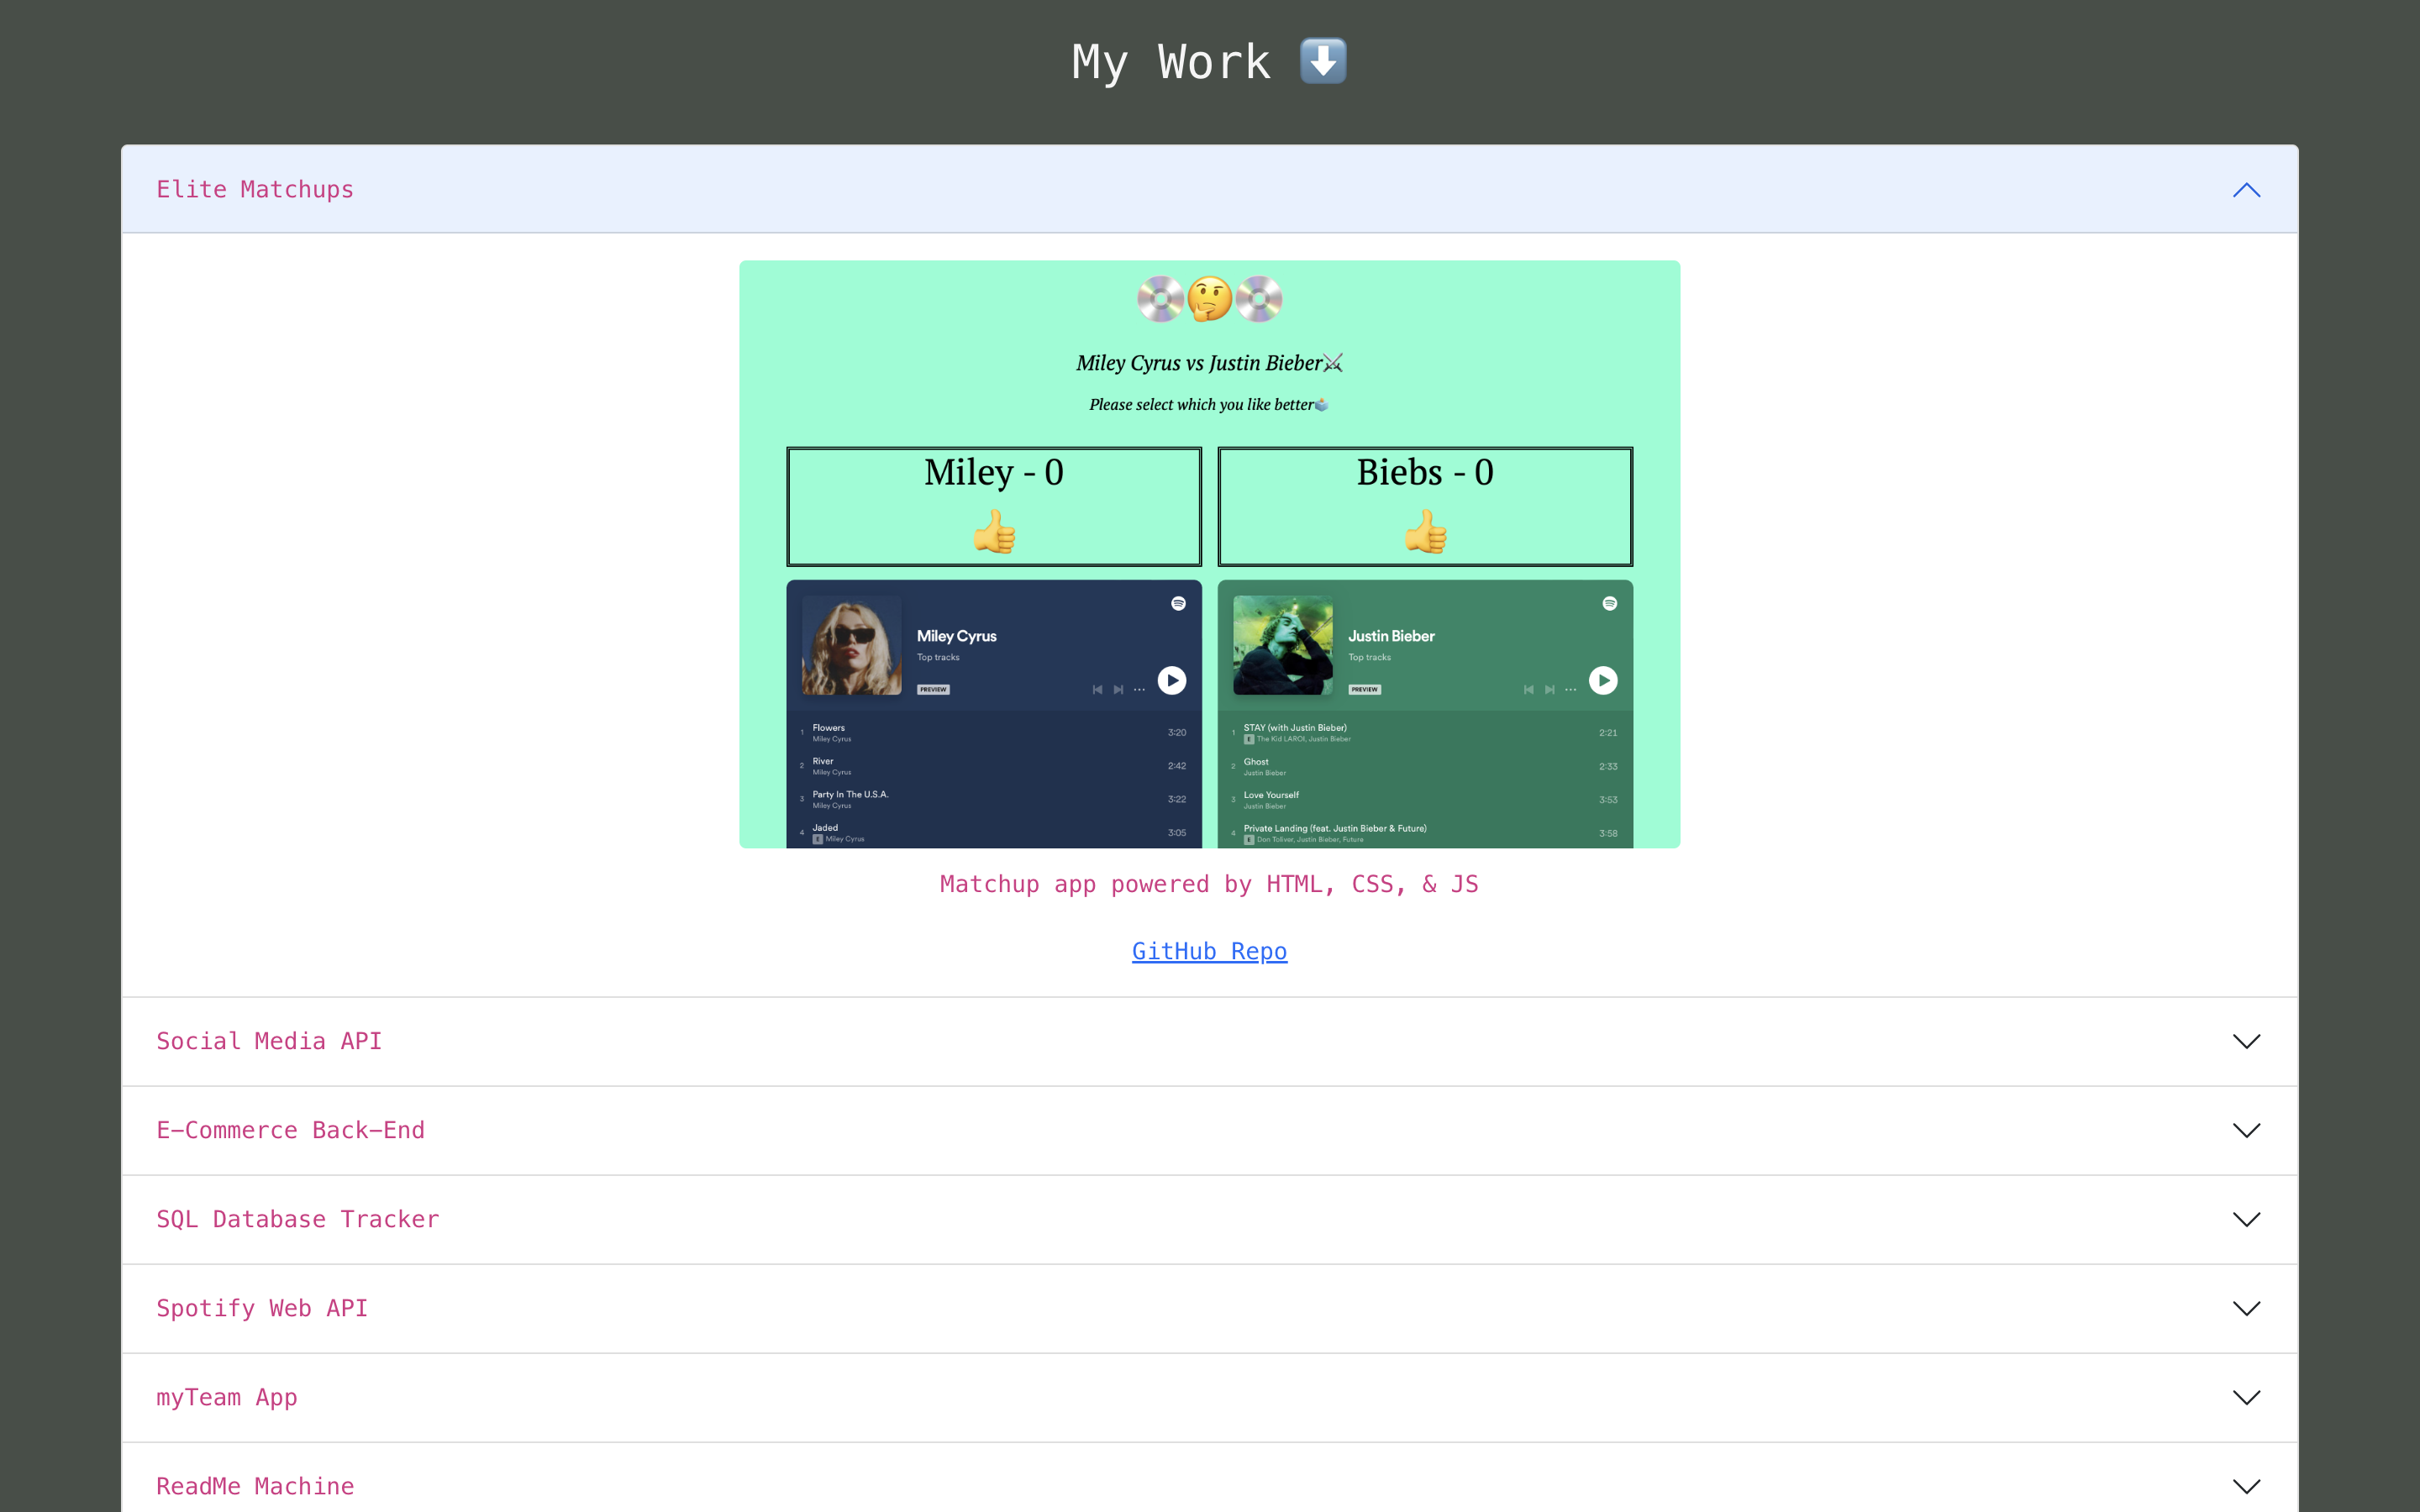 My Work ⬇️
Elite Matchups
💿🤔💿
Miley Cyrus vs Justin Bieber⚔️
Please select which you like better🗳️
Miley - 0
👍
Biebs - 0
👍
Miley Cyrus
Top tracks
PREVIEW
1 Flowers 3:20
Miley Cyrus
2 River 2:42
Miley Cyrus
3 Party In The U.S.A. 3:22
Miley Cyrus
4 Jaded 3:05
E Miley Cyrus
Justin Bieber
Top tracks
PREVIEW
1 STAY (with Justin Bieber) 2:21
E The Kid LAROI, Justin Bieber
2 Ghost 2:33
Justin Bieber
3 Love Yourself 3:53
Justin Bieber
4 Private Landing (feat. Justin Bieber & Future) 3:58
E Don Toliver, Justin Bieber, Future
Matchup app powered by HTML, CSS, & JS
GitHub Repo
Social Media API
E-Commerce Back-End
SQL Database Tracker
Spotify Web API
myTeam App
ReadMe Machine